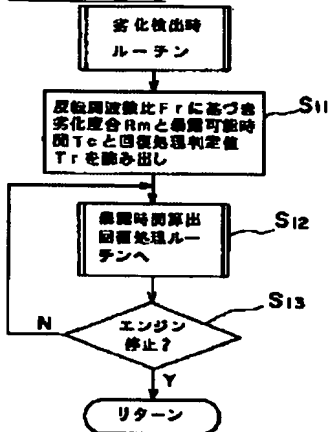 劣化検出時
ルーチン
反転周波数比Frに基づき
劣化度合Rmと暴露可能時
間Tcと回復処理判定値
Trを読み出し
S11
暴露時間算出
回復処理ルー
チンへ
S12
エンジン
停止?
S13
N
Y
リターン